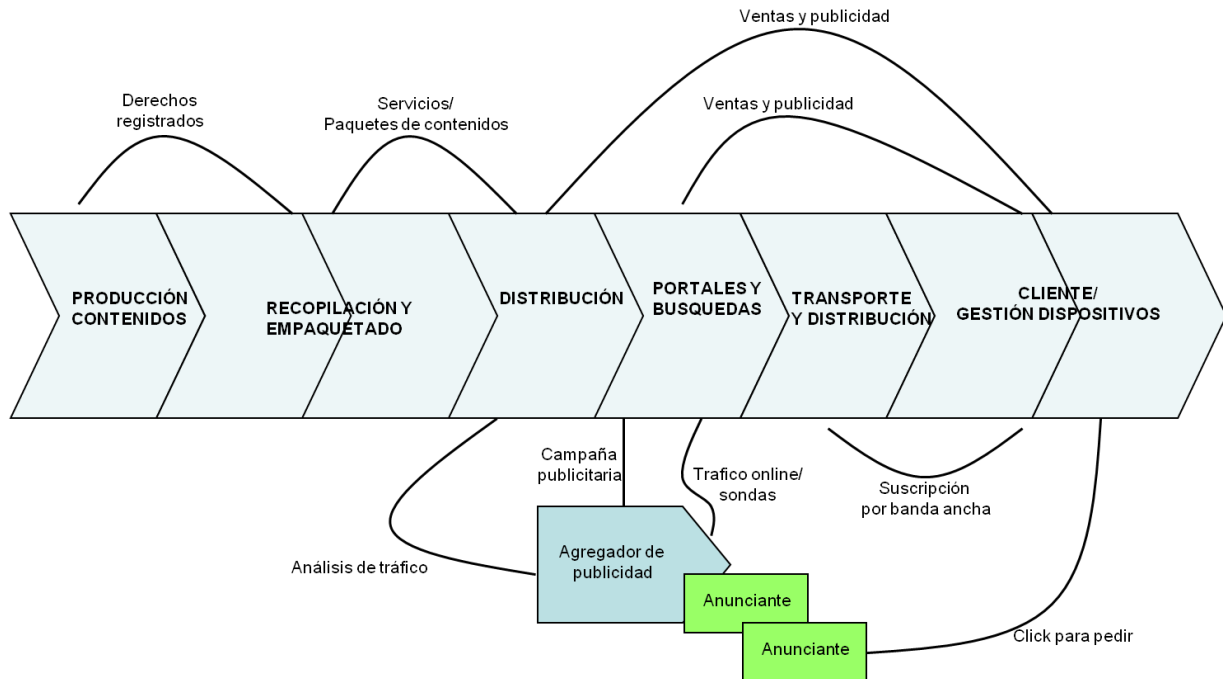 Ventas y publicidad
Derechos
registrados
Servicios/
Paquetes de contenidos
Ventas y publicidad
PRODUCCIÓN
CONTENIDOS
RECOPILACIÓN Y
EMPAQUETADO
DISTRIBUCIÓN
PORTALES Y
BUSQUEDAS
TRANSPORTE
Y DISTRIBUCIÓN
CLIENTE/
GESTIÓN DISPOSITIVOS
Campaña
publicitaria
Trafico online/
sondas
Suscripción
por banda ancha
Análisis de tráfico
Agregador de
publicidad
Anunciante
Anunciante
Click para pedir